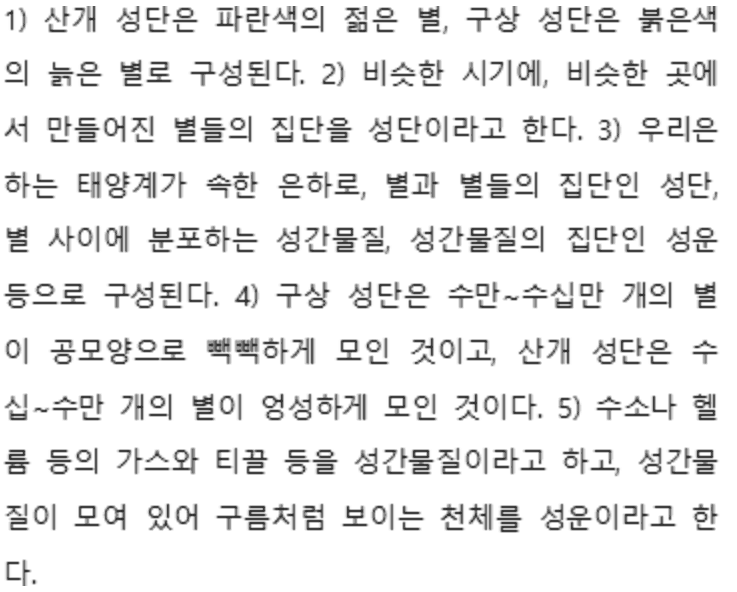 1) 산개 성단은 파란색의 젊은 별, 구상 성단은 붉은색
의 늙은 별로 구성된다. 2) 비슷한 시기에, 비슷한 곳에
서 만들어진 별들의 집단을 성단이라고 한다. 3) 우리은
하는 태양계가 속한 은하로, 별과 별들의 집단인 성단,
별 사이에 분포하는 성간물질, 성간물질의 집단인 성운
등으로 구성된다. 4) 구상 성단은 수만~수십만 개의 별
이 공모양으로 빽빽하게 모인 것이고, 산개 성단은 수
십~수만 개의 별이 엉성하게 모인 것이다. 5) 수소나 헬
륨 등의 가스와 티끌 등을 성간물질이라고 하고, 성간물
질이 모여 있어 구름처럼 보이는 천체를 성운이라고 한
다.